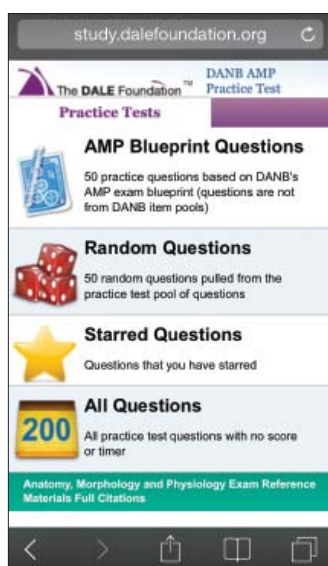 study.dalefoundation.org
The DALE Foundation™
DANB AMP
Practice Test
Practice Tests
AMP Blueprint Questions
50 practice questions based on DANB's
AMP exam blueprint (questions are not
from DANB item pools)
Random Questions
50 random questions pulled from the
practice test pool of questions
Starred Questions
Questions that you have starred
200
All Questions
All practice test questions with no score
or timer
Anatomy, Morphology and Physiology Exam Reference
Materials Full Citations